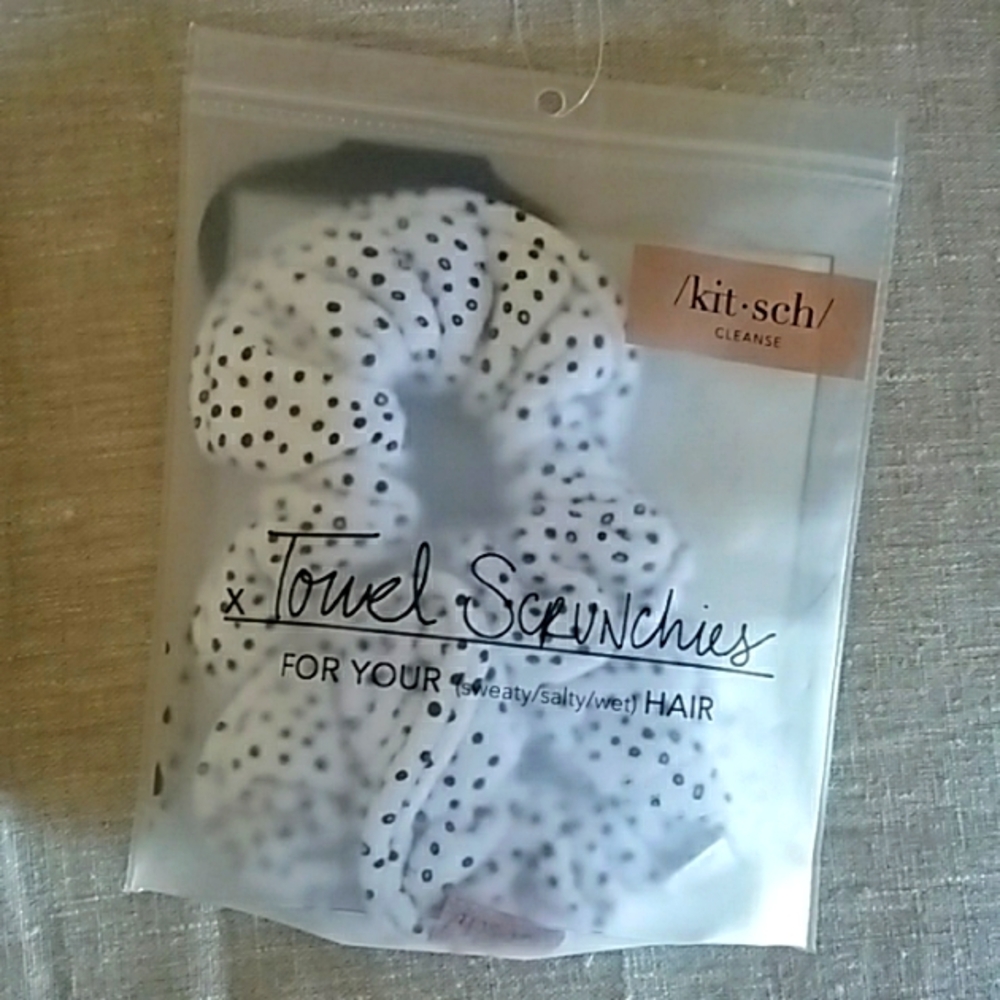 /kit·sch/
CLEANSE
x Towel Scrunchies
FOR YOUR (sweaty/salty/wet) HAIR